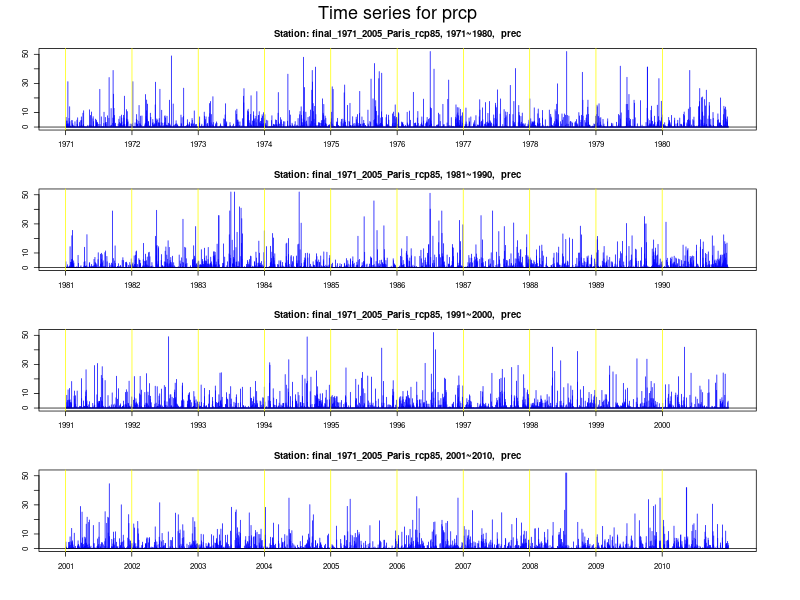 Time series for prcp
Station: final_1971_2005_Paris_rcp85, 1971~1980, prec
50
30
10
0
1971 1972 1973 1974 1975 1976 1977 1978 1979 1980
Station: final_1971_2005_Paris_rcp85, 1981~1990, prec
50
30
10
0
1981 1982 1983 1984 1985 1986 1987 1988 1989 1990
Station: final_1971_2005_Paris_rcp85, 1991~2000, prec
50
30
10
0
1991 1992 1993 1994 1995 1996 1997 1998 1999 2000
Station: final_1971_2005_Paris_rcp85, 2001~2010, prec
50
30
10
0
2001 2002 2003 2004 2005 2006 2007 2008 2009 2010